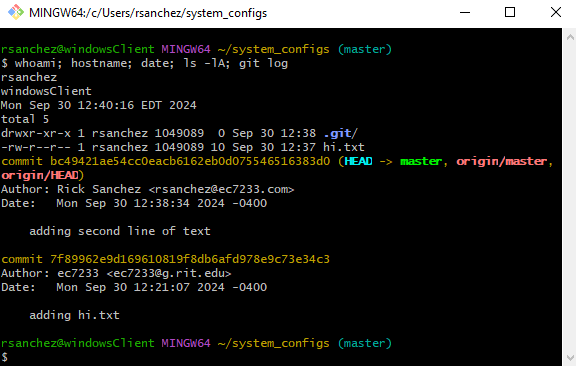 MINGW64:/c/Users/rsanchez/system_configs
rsanchez@windowsClient MINGW64 ~/system_configs (master)
$ whoami; hostname; date; ls -lA; git log
rsanchez
windowsClient
Mon Sep 30 12:40:16 EDT 2024
total 5
drwxr-xr-x 1 rsanchez 1049089  0 Sep 30 12:38 .git/
-rw-r--r-- 1 rsanchez 1049089 10 Sep 30 12:37 hi.txt
commit bc49421ae54cc0eacb6162eb0d075546516383d0 (HEAD -> master, origin/master,
origin/HEAD)
Author: Rick Sanchez <rsanchez@ec7233.com>
Date:   Mon Sep 30 12:38:34 2024 -0400
    adding second line of text
commit 7f89962e9d169610819f8db6afd978e9c73e34c3
Author: ec7233 <ec7233@g.rit.edu>
Date:   Mon Sep 30 12:21:07 2024 -0400
    adding hi.txt
rsanchez@windowsClient MINGW64 ~/system_configs (master)
$